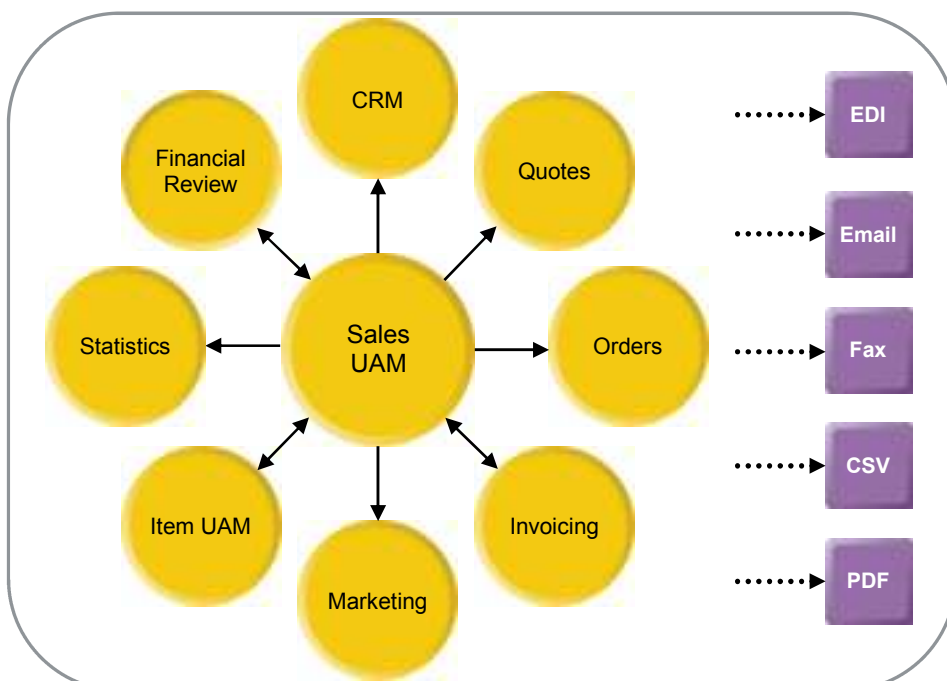 CRM
EDI
Financial
Review
Quotes
Email
Sales
UAM
Statistics
Orders
Fax
CSV
Item UAM
Invoicing
Marketing
PDF